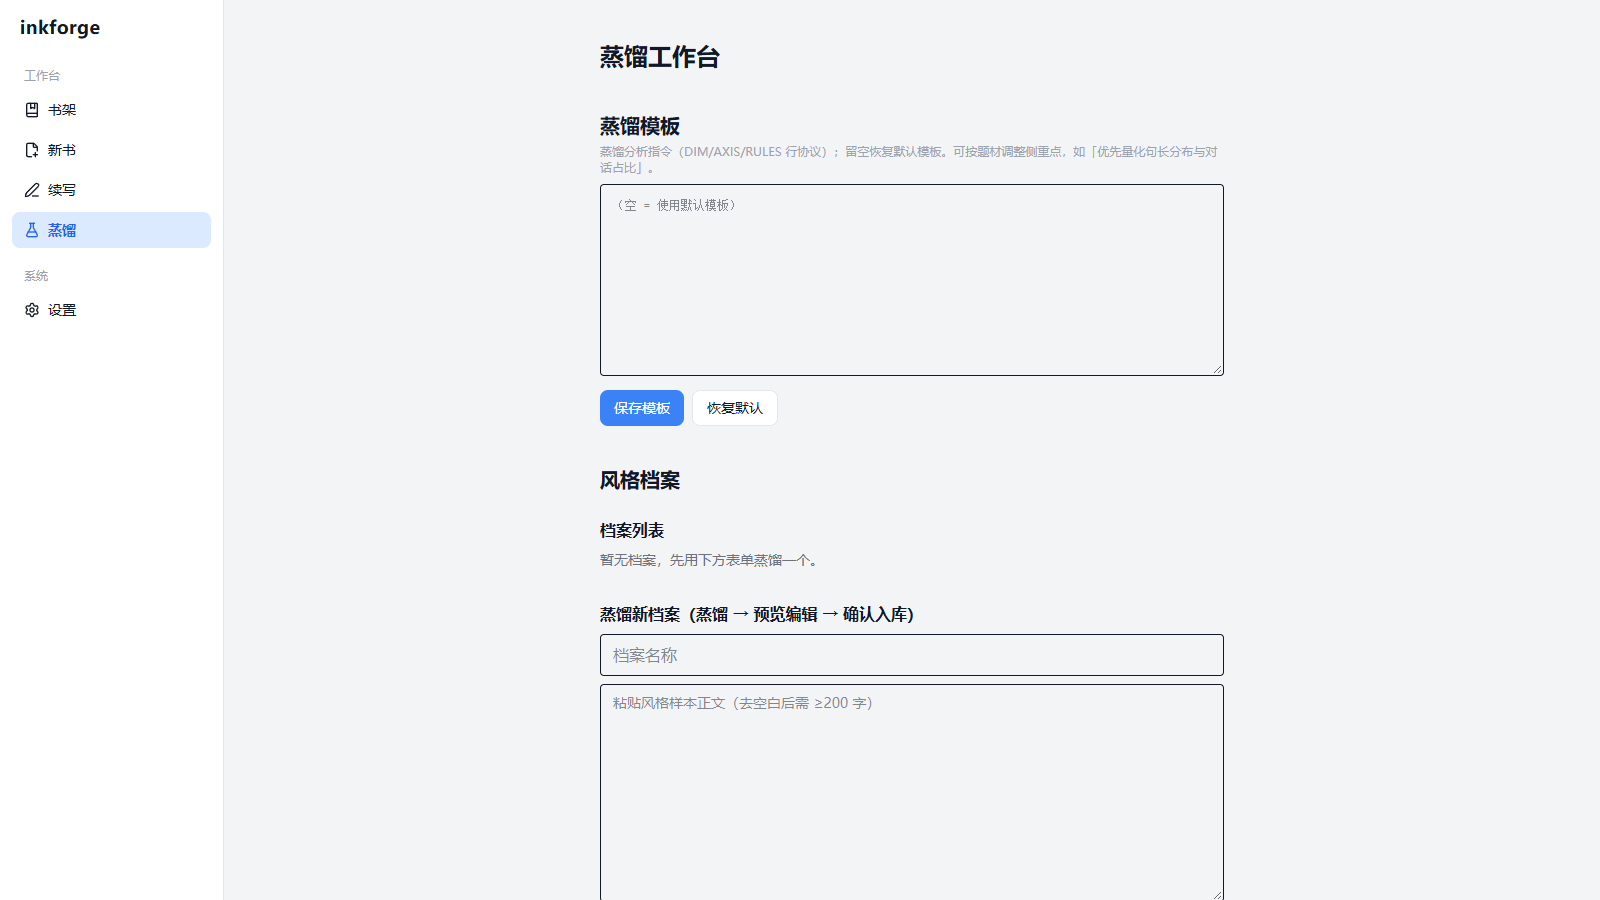 inkforge
工作台
书架
新书
续写
蒸馏
系统
设置
蒸馏工作台
蒸馏模板
蒸馏分析指令（DIM/AXIS/RULES 行协议）；留空恢复默认模板。可按题材调整侧重点，如「优先量化句长分布与对
话占比」。
（空 = 使用默认模板）
保存模板
恢复默认
风格档案
档案列表
暂无档案，先用下方表单蒸馏一个。
蒸馏新档案（蒸馏 → 预览编辑 → 确认入库）
档案名称
粘贴风格样本正文（去空白后需 ≥200 字）